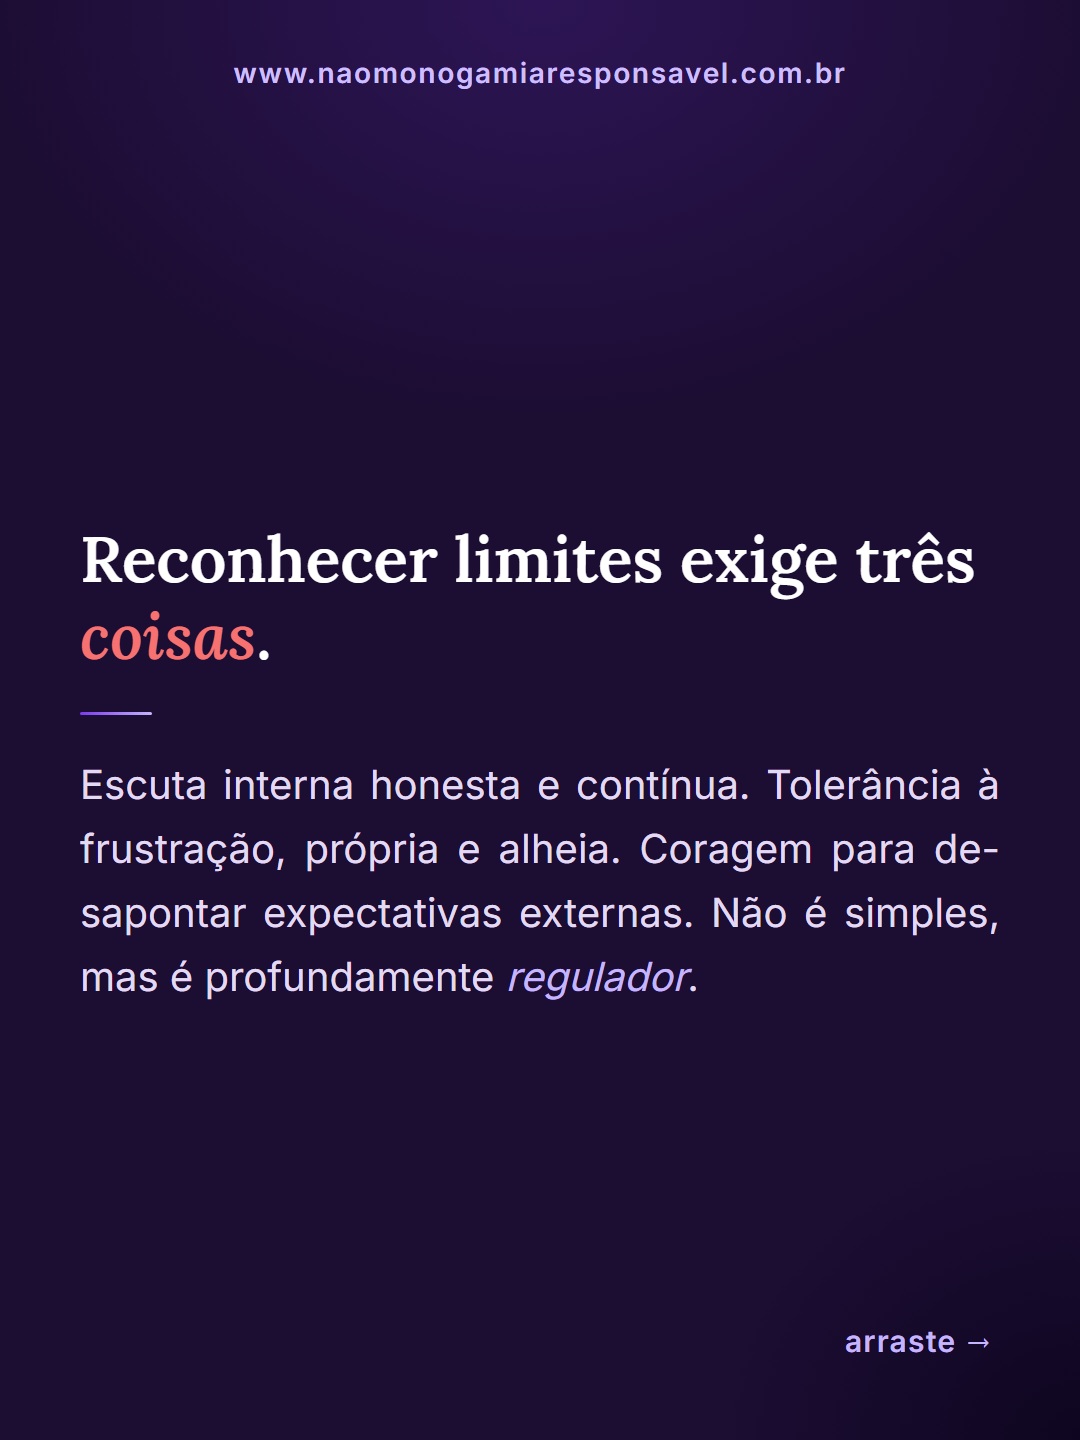 www.naomonogamiaresponsavel.com.br
Reconhecer limites exige três
coisas.
Escuta interna honesta e contínua. Tolerância à
frustração, própria e alheia. Coragem para de-
sapontar expectativas externas. Não é simples,
mas é profundamente regulador.
arraste →